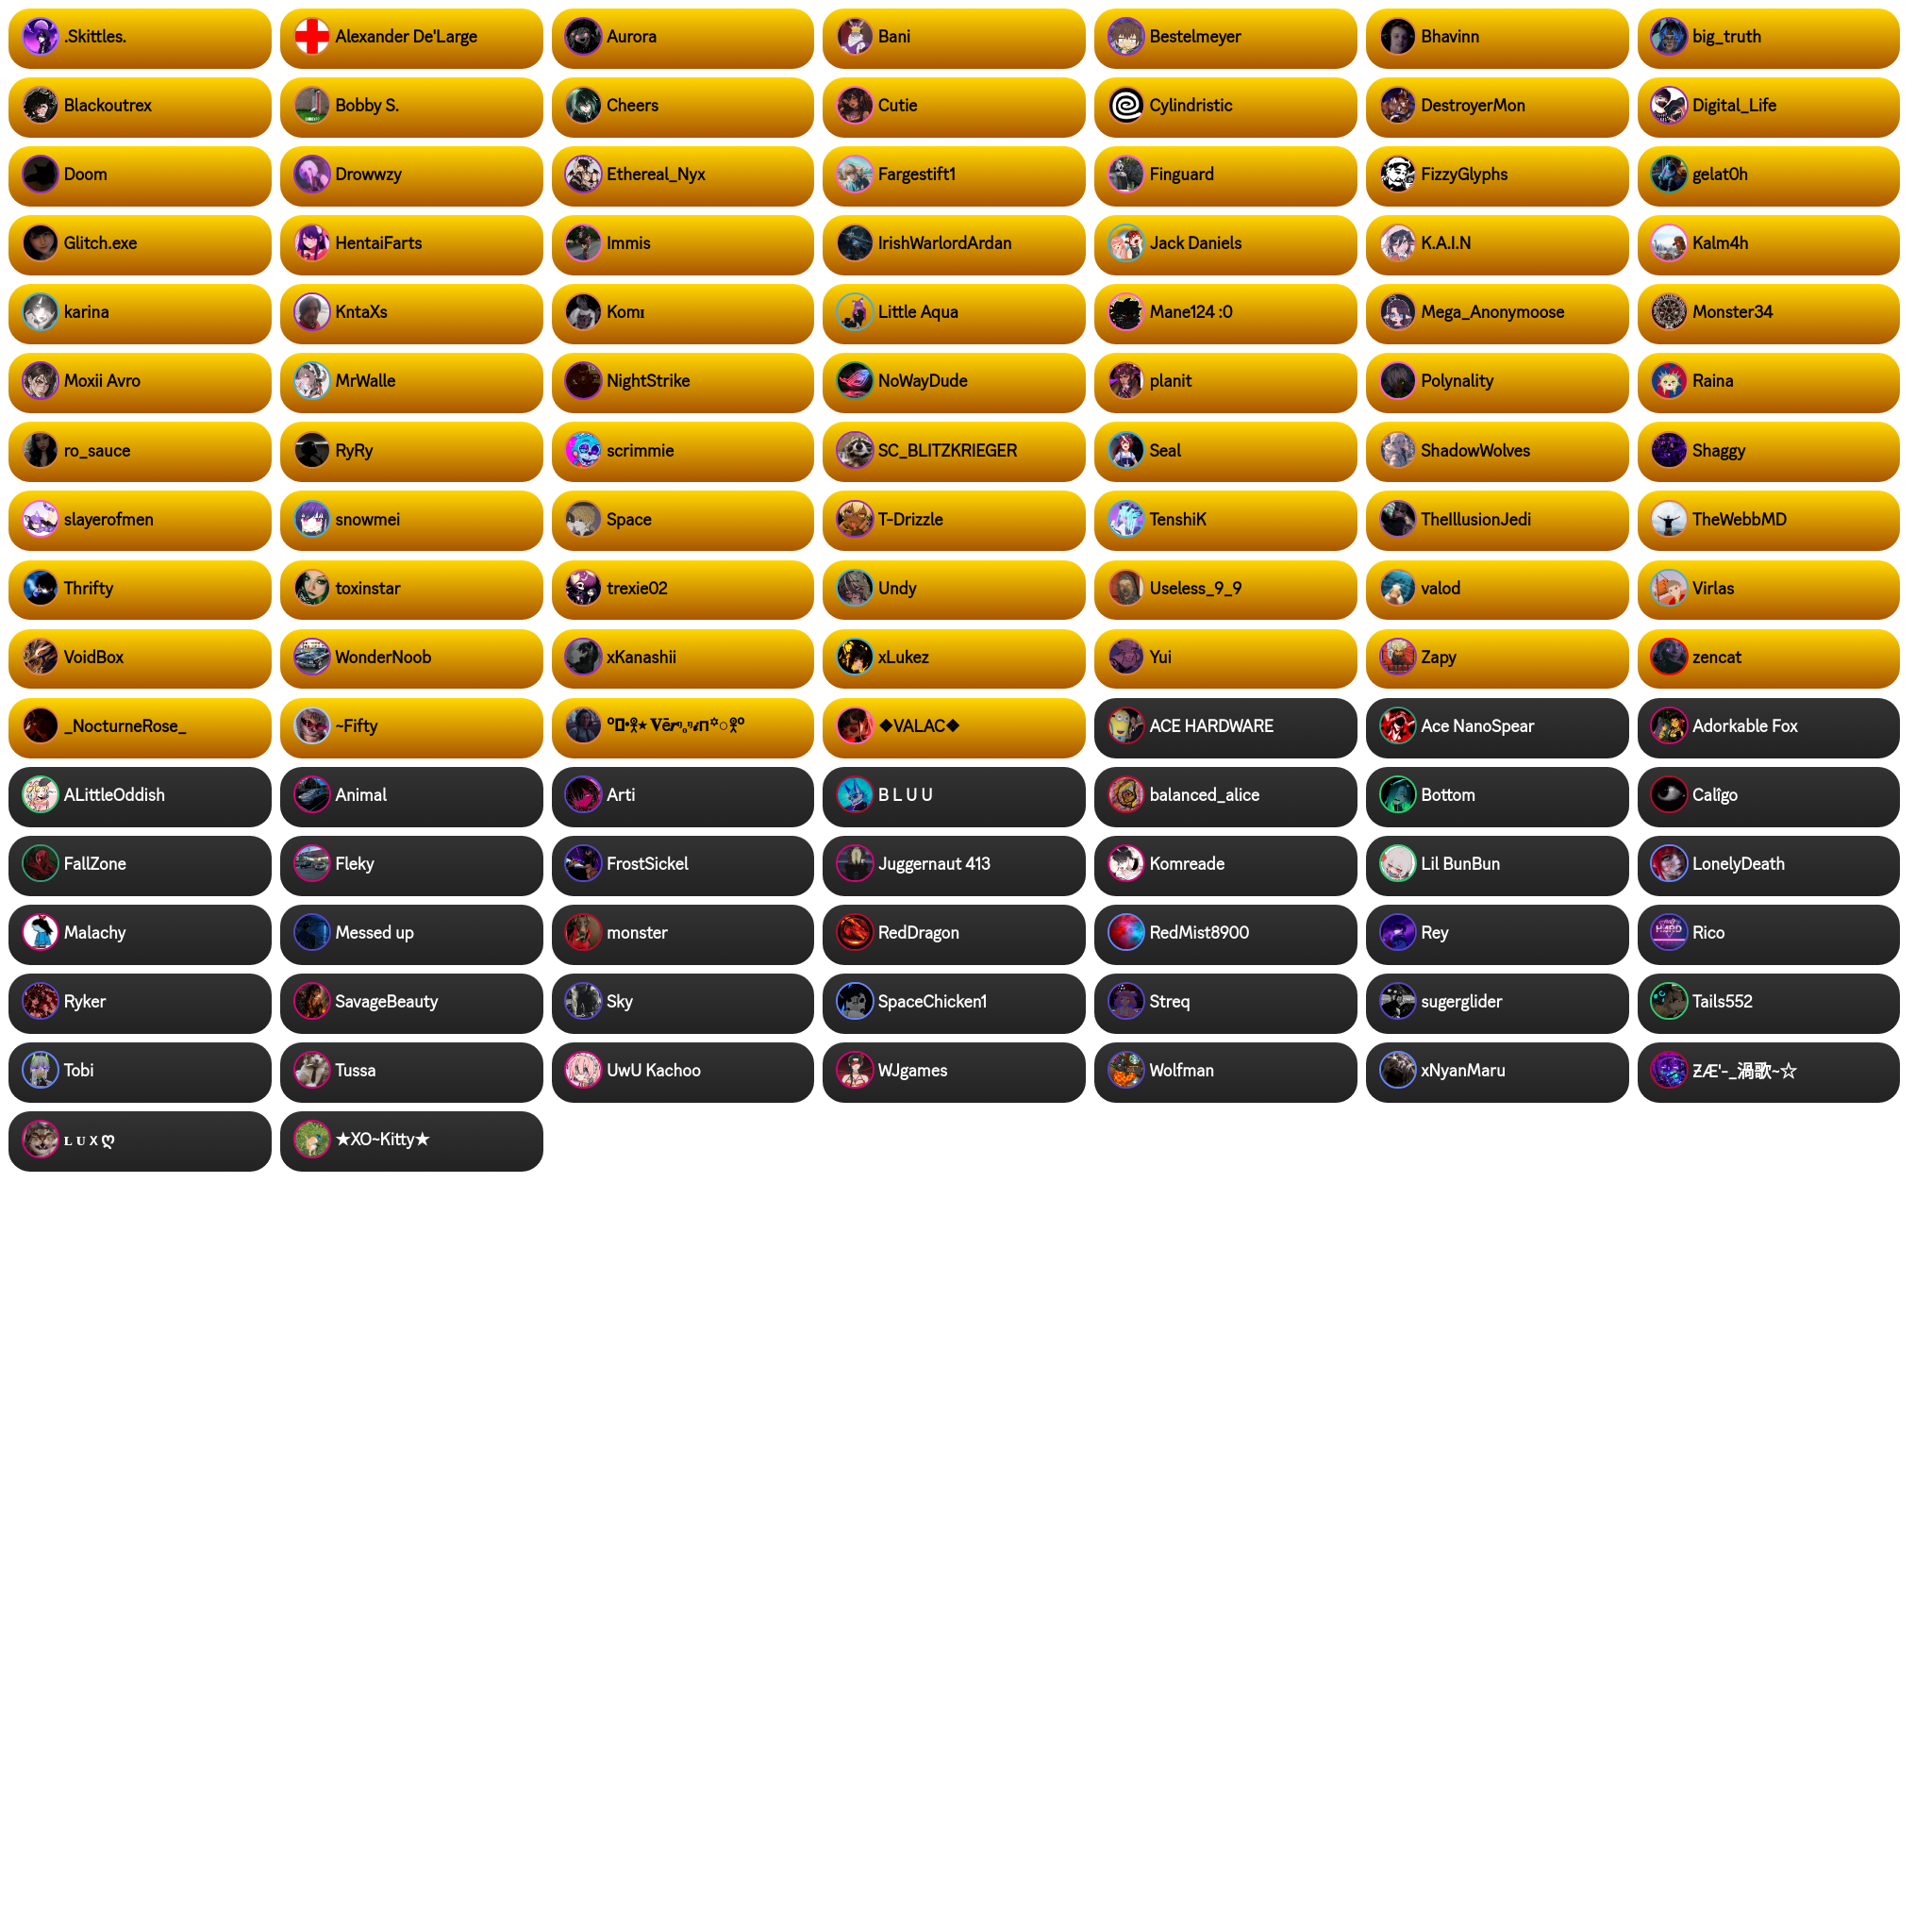 .Skittles. Alexander De'Large Aurora Bani Bestelmeyer Bhavinn big_truth
Blackoutrex Bobby S. Cheers Cutie Cylindristic DestroyerMon Digital_Life
Doom Drowwzy Ethereal_Nyx Fargestift1 Finguard FizzyGlyphs gelat0h
Glitch.exe HentaiFarts Immis IrishWarlordArdan Jack Daniels K.A.I.N Kalm4h
karina KntaXs Komɪ Little Aqua Mane124 :0 Mega_Anonymoose Monster34
Moxii Avro MrWalle NightStrike NoWayDude planit Polynality Raina
ro_sauce RyRy scrimmie SC_BLITZKRIEGER Seal ShadowWolves Shaggy
slayerofmen snowmei Space T-Drizzle TenshiK TheIllusionJedi TheWebbMD
Thrifty toxinstar trexie02 Undy Useless_9_9 valod Virlas
VoidBox WonderNoob xKanashii xLukez Yui Zapy zencat
_NocturneRose_ ~Fifty ❖VALAC❖ ACE HARDWARE Ace NanoSpear Adorkable Fox
ALittleOddish Animal Arti B L U U balanced_alice Bottom Calîgo
FallZone Fleky FrostSickel Juggernaut 413 Komreade Lil BunBun LonelyDeath
Malachy Messed up monster RedDragon RedMist8900 Rey Rico
Ryker SavageBeauty Sky SpaceChicken1 Streq sugerglider Tails552
Tobi Tussa UwU Kachoo WJgames Wolfman xNyanMaru ƵÆ'-_渦歌~☆
ʟ ᴜ x ღ ★XO~Kitty★